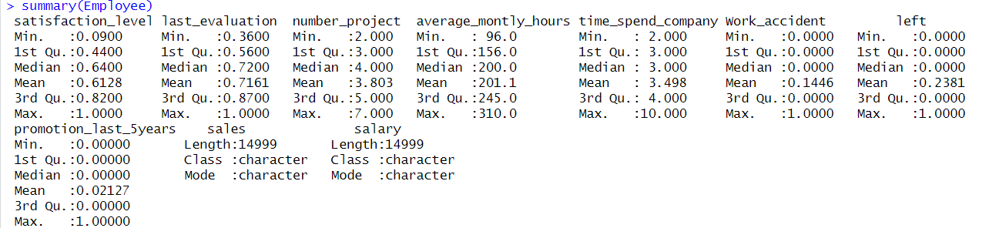 > summary(Employee)
satisfaction_level last_evaluation  number_project  average_montly_hours time_spend_company Work_accident         left
Min.   :0.0900     Min.   :0.3600   Min.   :2.000   Min.   : 96.0        Min.   : 2.000     Min.   :0.0000   Min.   :0.0000
1st Qu.:0.4400     1st Qu.:0.5600   1st Qu.:3.000   1st Qu.:156.0        1st Qu.: 3.000     1st Qu.:0.0000   1st Qu.:0.0000
Median :0.6400     Median :0.7200   Median :4.000   Median :200.0        Median : 3.000     Median :0.0000   Median :0.0000
Mean   :0.6128     Mean   :0.7161   Mean   :3.803   Mean   :201.1        Mean   : 3.498     Mean   :0.1446   Mean   :0.2381
3rd Qu.:0.8200     3rd Qu.:0.8700   3rd Qu.:5.000   3rd Qu.:245.0        3rd Qu.: 4.000     3rd Qu.:0.0000   3rd Qu.:0.0000
Max.   :1.0000     Max.   :1.0000   Max.   :7.000   Max.   :310.0        Max.   :10.000     Max.   :1.0000   Max.   :1.0000
promotion_last_5years    sales              salary
Min.   :0.00000       Length:14999       Length:14999
1st Qu.:0.00000       Class :character   Class :character
Median :0.00000       Mode  :character   Mode  :character
Mean   :0.02127
3rd Qu.:0.00000
Max.   :1.00000